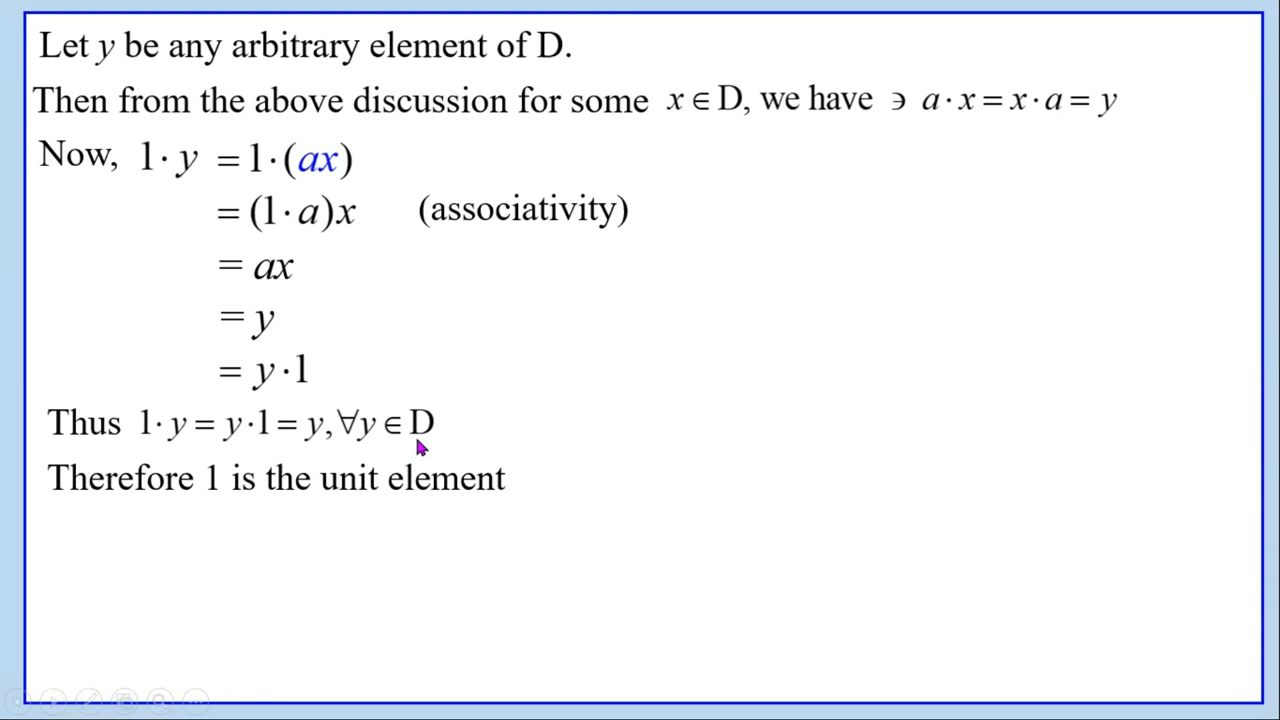 Let y be any arbitrary element of D.
Then from the above discussion for some x ∈ D, we have ∍ a · x = x · a = y
Now, 1 · y = 1 · (ax)
= (1 · a)x (associativity)
= ax
= y
= y · 1
Thus 1 · y = y · 1 = y, ∀y ∈ D
Therefore 1 is the unit element